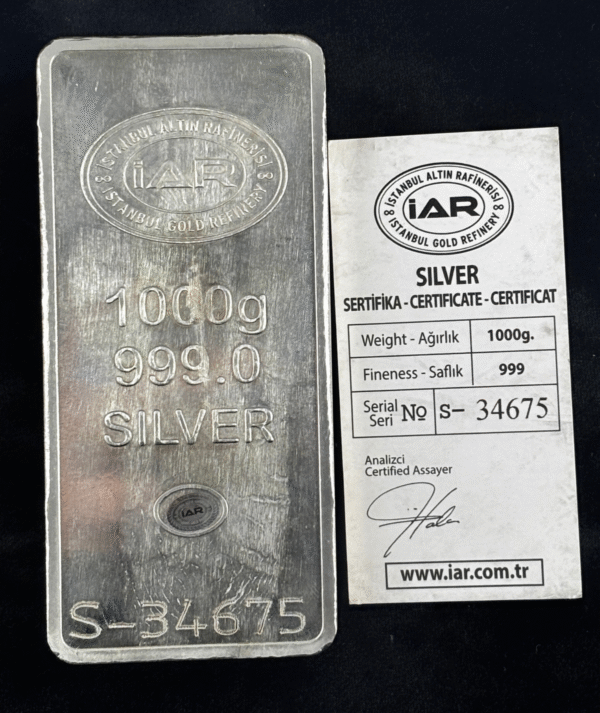 İSTANBUL ALTIN RAFİNERİSİ
İAR
İSTANBUL GOLD REFINERY
1000g
999.0
SILVER
İAR
S-34675
İSTANBUL ALTIN RAFİNERİSİ
İAR
İSTANBUL GOLD REFINERY
SILVER
SERTİFİKA - CERTIFICATE - CERTIFICAT
Weight - Ağırlık 1000g.
Fineness - Saflık 999
Serial Seri No S- 34675
Analizci
Certified Assayer
www.iar.com.tr